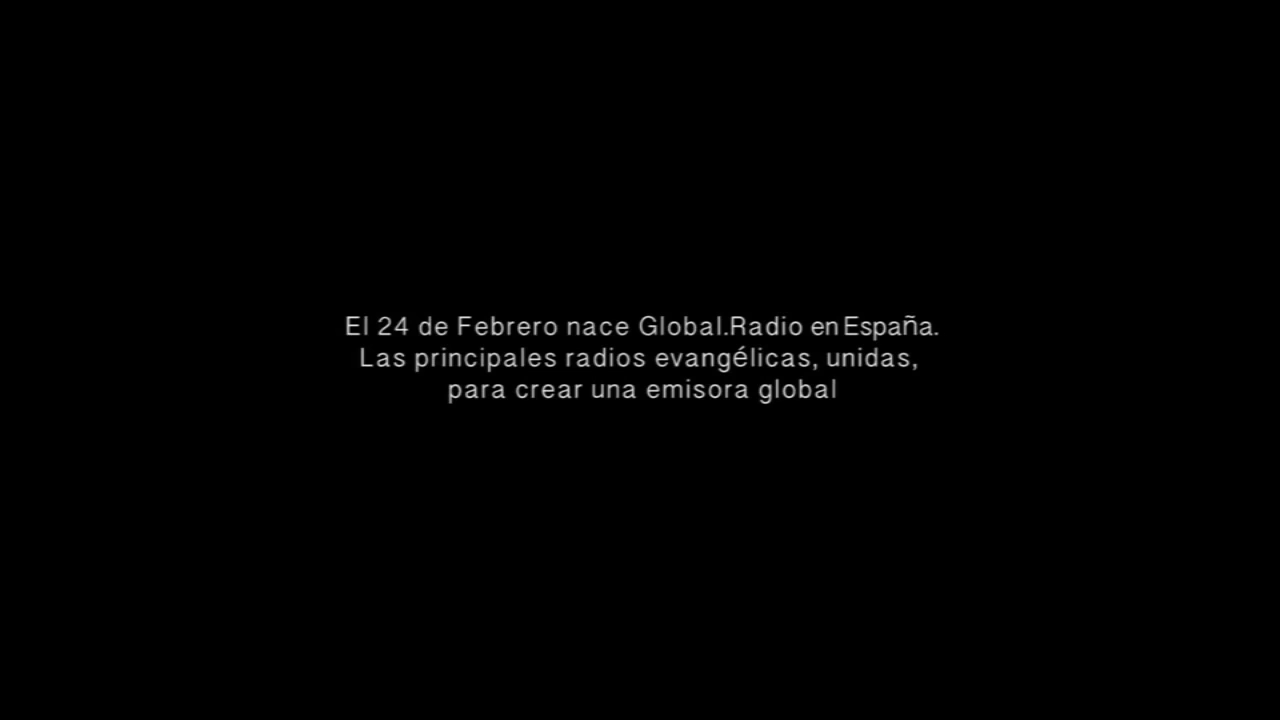 El 24 de Febrero nace Global.Radio en España.
Las principales radios evangélicas, unidas,
para crear una emisora global